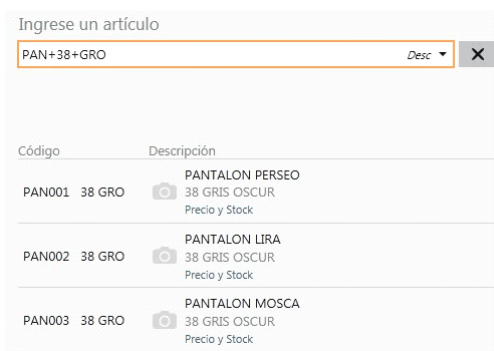 Ingrese un artículo
PAN+38+GRO Desc
Código Descripción
PANTALON PERSEO
PAN001 38 GRO 38 GRIS OSCUR
Precio y Stock
PANTALON LIRA
PAN002 38 GRO 38 GRIS OSCUR
Precio y Stock
PANTALON MOSCA
PAN003 38 GRO 38 GRIS OSCUR
Precio y Stock